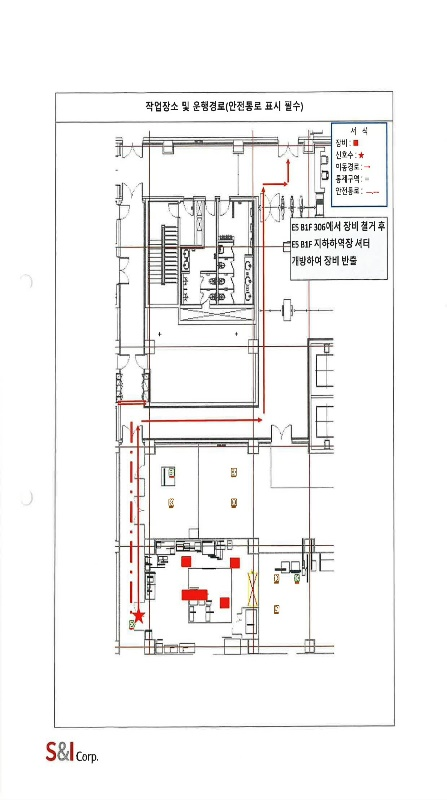 작업장소 및 운행경로(안전통로 표시 필수)
서 식
장비 : ■
신호수 : ★
이동경로 : →
통제구역 : =
안전통로 : —.—
E5 B1F 306에서 장비 철거 후
E5 B1F 지하하역장 셔터
개방하여 장비 반출
S&I Corp.